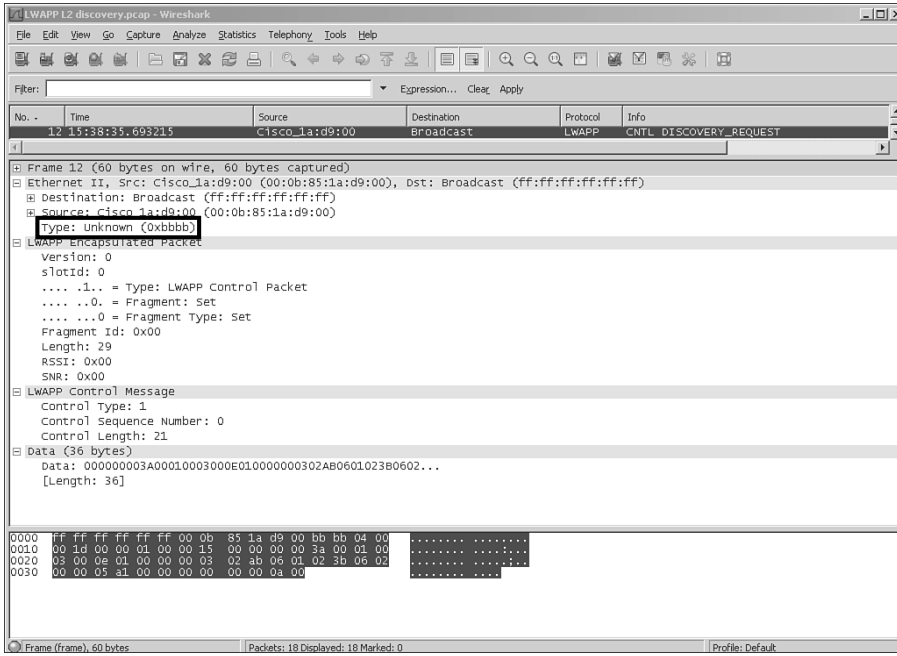 LWAPP L2 discovery.pcap - Wireshark
File Edit View Go Capture Analyze Statistics Telephony Tools Help
Filter: Expression... Clear Apply
No. - Time Source Destination Protocol Info
12 15:38:35.693215 Cisco_1a:d9:00 Broadcast LWAPP CNTL DISCOVERY_REQUEST
Frame 12 (60 bytes on wire, 60 bytes captured)
Ethernet II, Src: Cisco_1a:d9:00 (00:0b:85:1a:d9:00), Dst: Broadcast (ff:ff:ff:ff:ff:ff)
Destination: Broadcast (ff:ff:ff:ff:ff:ff)
Source: Cisco_1a:d9:00 (00:0b:85:1a:d9:00)
Type: Unknown (0xbbbb)
LWAPP Encapsulated Packet
Version: 0
slotId: 0
.... .1.. = Type: LWAPP Control Packet
.... ..0. = Fragment: Set
.... ...0 = Fragment Type: Set
Fragment Id: 0x00
Length: 29
RSSI: 0x00
SNR: 0x00
LWAPP Control Message
Control Type: 1
Control Sequence Number: 0
Control Length: 21
Data (36 bytes)
Data: 000000003A00010003000E010000000302AB0601023B0602...
[Length: 36]
0000 ff ff ff ff ff ff 00 0b 85 1a d9 00 bb bb 04 00 ........ ........
0010 00 1d 00 00 01 00 00 15 00 00 00 00 3a 00 01 00 ........ ....:...
0020 03 00 0e 01 00 00 00 03 02 ab 06 01 02 3b 06 02 ........ .....;..
0030 00 00 05 a1 00 00 00 00 00 00 0a 00 ........ ....
Frame (frame), 60 bytes Packets: 18 Displayed: 18 Marked: 0 Profile: Default